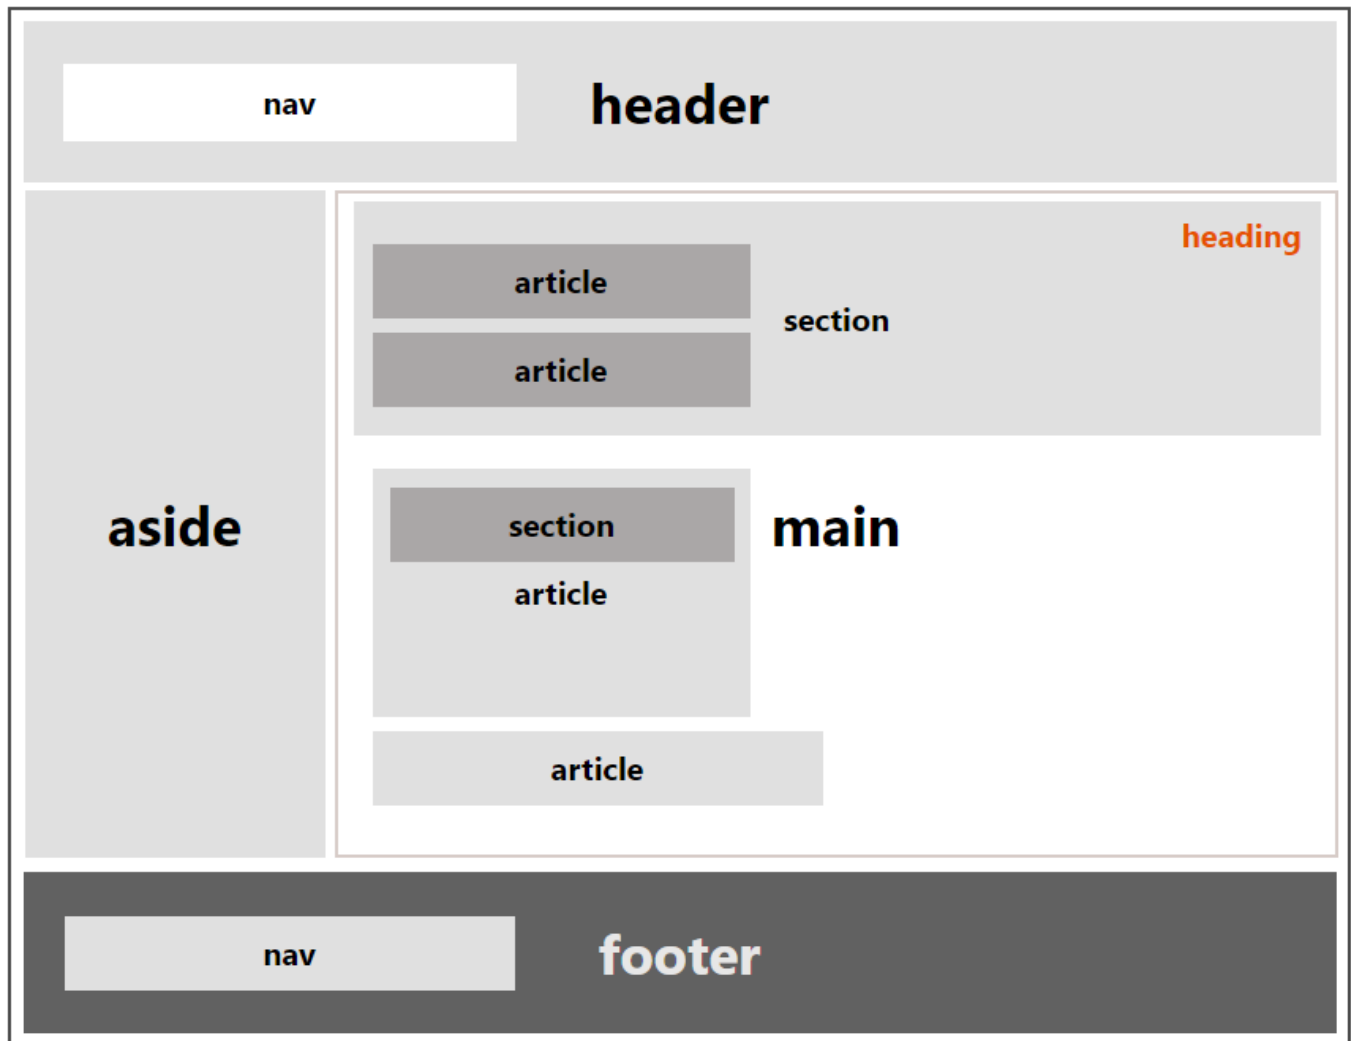 nav
header
aside
heading
article
section
article
section
main
article
article
nav
footer